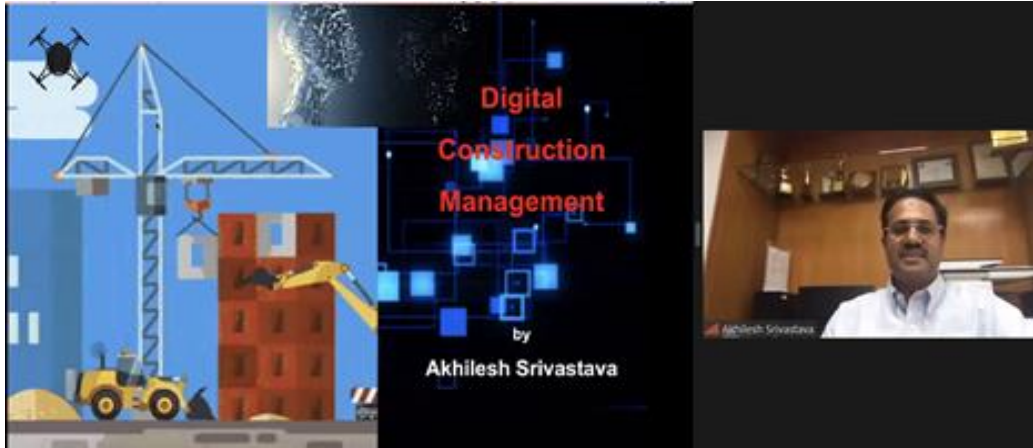 Digital
Construction
Management
by
Akhilesh Srivastava
Akhilesh Srivastava